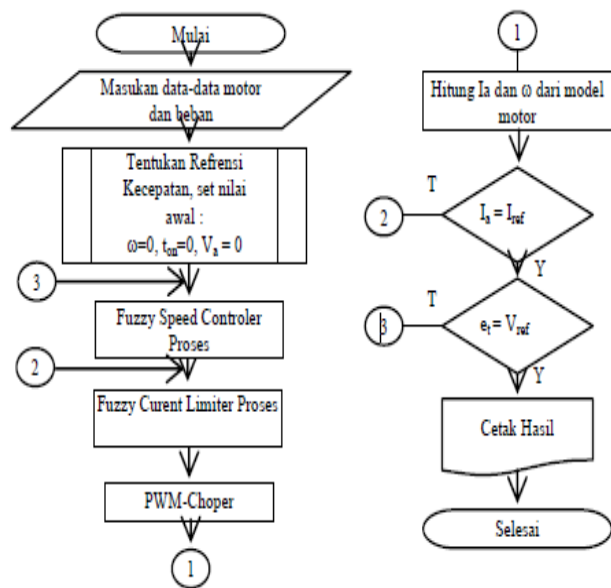 Mulai
Masukan data-data motor
dan beban
Tentukan Refrensi
Kecepatan, set nilai
awal :
ω=0, ton=0, Va = 0
3
Fuzzy Speed Controler
Proses
2
Fuzzy Curent Limiter Proses
PWM-Choper
1
1
Hitung Ia dan ω dari model
motor
T
2
Ia = Iref
Y
T
3
et = Vref
Y
Cetak Hasil
Selesai